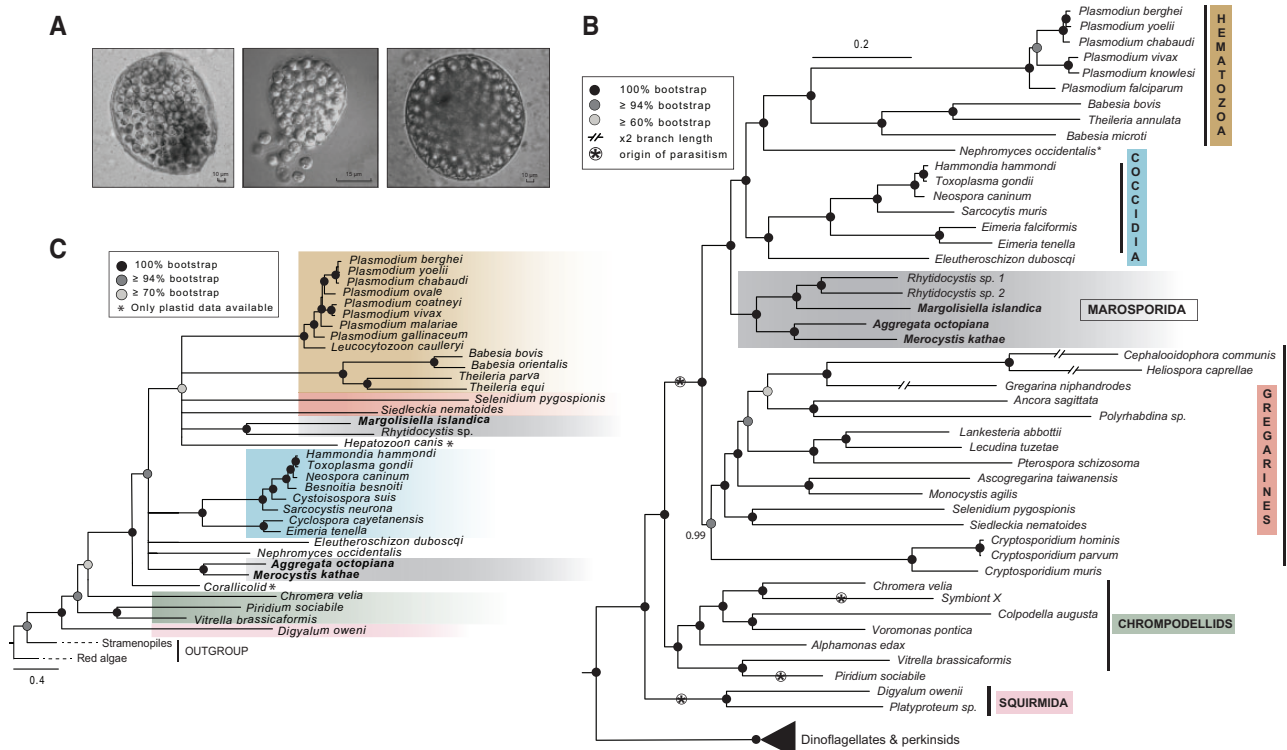 A
10 µm
15 µm
10 µm
B
0.2
100% bootstrap
≥ 94% bootstrap
≥ 60% bootstrap
x2 branch length
origin of parasitism
Plasmodiun berghei
Plasmodium yoelii
Plasmodium chabaudi
Plasmodium vivax
Plasmodium knowlesi
Plasmodium falciparum
Babesia bovis
Theileria annulata
Babesia microti
Nephromyces occidentalis*
Hammondia hammondi
Toxoplasma gondii
Neospora caninum
Sarcocytis muris
Eimeria falciformis
Eimeria tenella
Eleutheroschizon duboscqi
Rhytidocystis sp. 1
Rhytidocystis sp. 2
Margolisiella islandica
Aggregata octopiana
Merocystis kathae
Cephalooidophora communis
Heliospora caprellae
Gregarina niphandrodes
Ancora sagittata
Polyrhabdina sp.
Lankesteria abbottii
Lecudina tuzetae
Pterospora schizosoma
Ascogregarina taiwanensis
Monocystis agilis
Selenidium pygospionis
Siedleckia nematoides
0.99
Cryptosporidium hominis
Cryptosporidium parvum
Cryptosporidium muris
Chromera velia
Symbiont X
Colpodella augusta
Voromonas pontica
Alphamonas edax
Vitrella brassicaformis
Piridium sociabile
Digyalum owenii
Platyproteum sp.
Dinoflagellates & perkinsids
HEMATOZOA
COCCIDIA
MAROSPORIDA
GREGARINES
CHROMPODELLIDS
SQUIRMIDA
C
100% bootstrap
≥ 94% bootstrap
≥ 70% bootstrap
* Only plastid data available
Plasmodium berghei
Plasmodium yoelii
Plasmodium chabaudi
Plasmodium ovale
Plasmodium coatneyi
Plasmodium vivax
Plasmodium malariae
Plasmodium gallinaceum
Leucocytozoon caulleryi
Babesia bovis
Babesia orientalis
Theileria parva
Theileria equi
Selenidium pygospionis
Siedleckia nematoides
Margolisiella islandica
Rhytidocystis sp.
Hepatozoon canis *
Hammondia hammondi
Toxoplasma gondii
Neospora caninum
Besnoitia besnoiti
Cystoisospora suis
Sarcocystis neurona
Cyclospora cayetanensis
Eimeria tenella
Eleutheroschizon duboscqi
Nephromyces occidentalis
Aggregata octopiana
Merocystis kathae
Corallicolid *
Chromera velia
Piridium sociabile
Vitrella brassicaformis
Digyalum oweni
Stramenopiles
Red algae
OUTGROUP
0.4